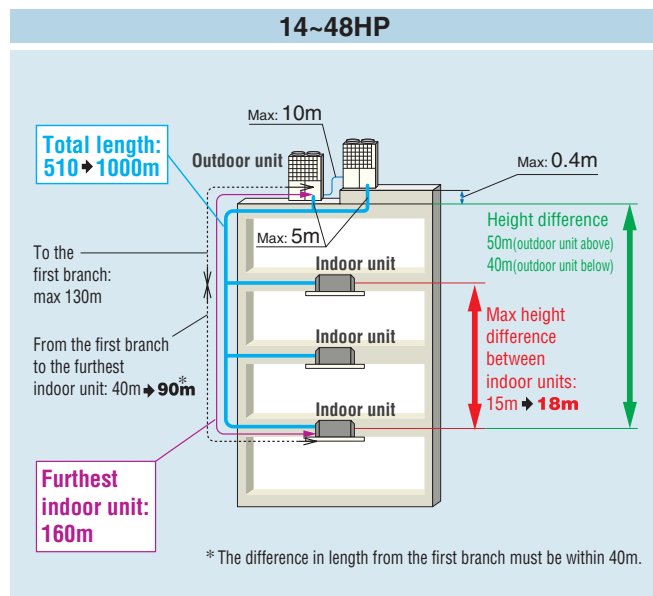 14~48HP
Max: 10m
Total length:
510➧1000m
Outdoor unit
Max: 0.4m
Max: 5m
Height difference
50m(outdoor unit above)
40m(outdoor unit below)
To the
first branch:
max 130m
Indoor unit
Max height
difference
between
indoor units:
15m ➧ 18m
From the first branch
to the furthest
indoor unit: 40m➧90m*
Indoor unit
Indoor unit
Furthest
indoor unit:
160m
* The difference in length from the first branch must be within 40m.